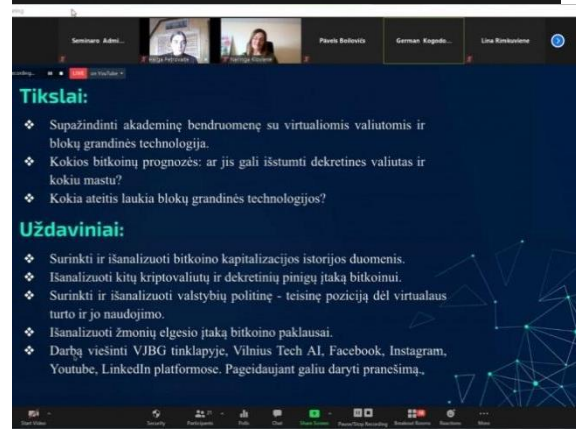 Seminaro Admi...
Pāvels Boiļovičs
German Kogodo...
Lina Rimkuvienė
LIVE on YouTube
Tikslai:
❖ Supažindinti akademinę bendruomenę su virtualiomis valiutomis ir
blokų grandinės technologija.
❖ Kokios bitkoinų prognozės: ar jis gali išstumti dekretines valiutas ir
kokiu mastu?
❖ Kokia ateitis laukia blokų grandinės technologijos?
Uždaviniai:
❖ Surinkti ir išanalizuoti bitkoino kapitalizacijos istorijos duomenis.
❖ Išanalizuoti kitų kriptovaliutų ir dekretinių pinigų įtaką bitkoinui.
❖ Surinkti ir išanalizuoti valstybių politinę - teisinę poziciją dėl virtualaus
turto ir jo naudojimo.
❖ Išanalizuoti žmonių elgesio įtaką bitkoino paklausai.
❖ Darbą viešinti VJBG tinklapyje, Vilnius Tech AI, Facebook, Instagram,
Youtube, LinkedIn platformose. Pageidaujant galiu daryti pranešimą.,
Start Video
Security
Participants
Polls
Chat
Share Screen
Pause/Stop Recording
Breakout Rooms
Reactions
More